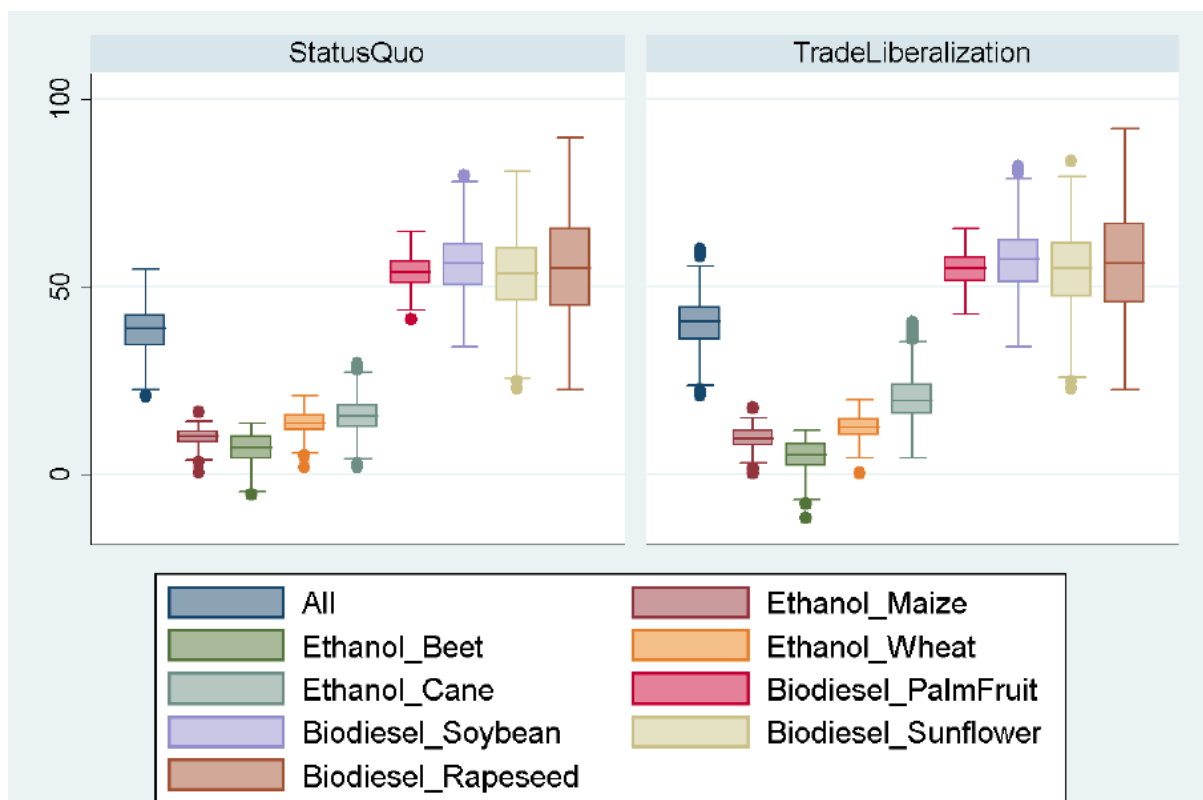 StatusQuo TradeLiberalization
100
50
0
All Ethanol_Maize
Ethanol_Beet Ethanol_Wheat
Ethanol_Cane Biodiesel_PalmFruit
Biodiesel_Soybean Biodiesel_Sunflower
Biodiesel_Rapeseed